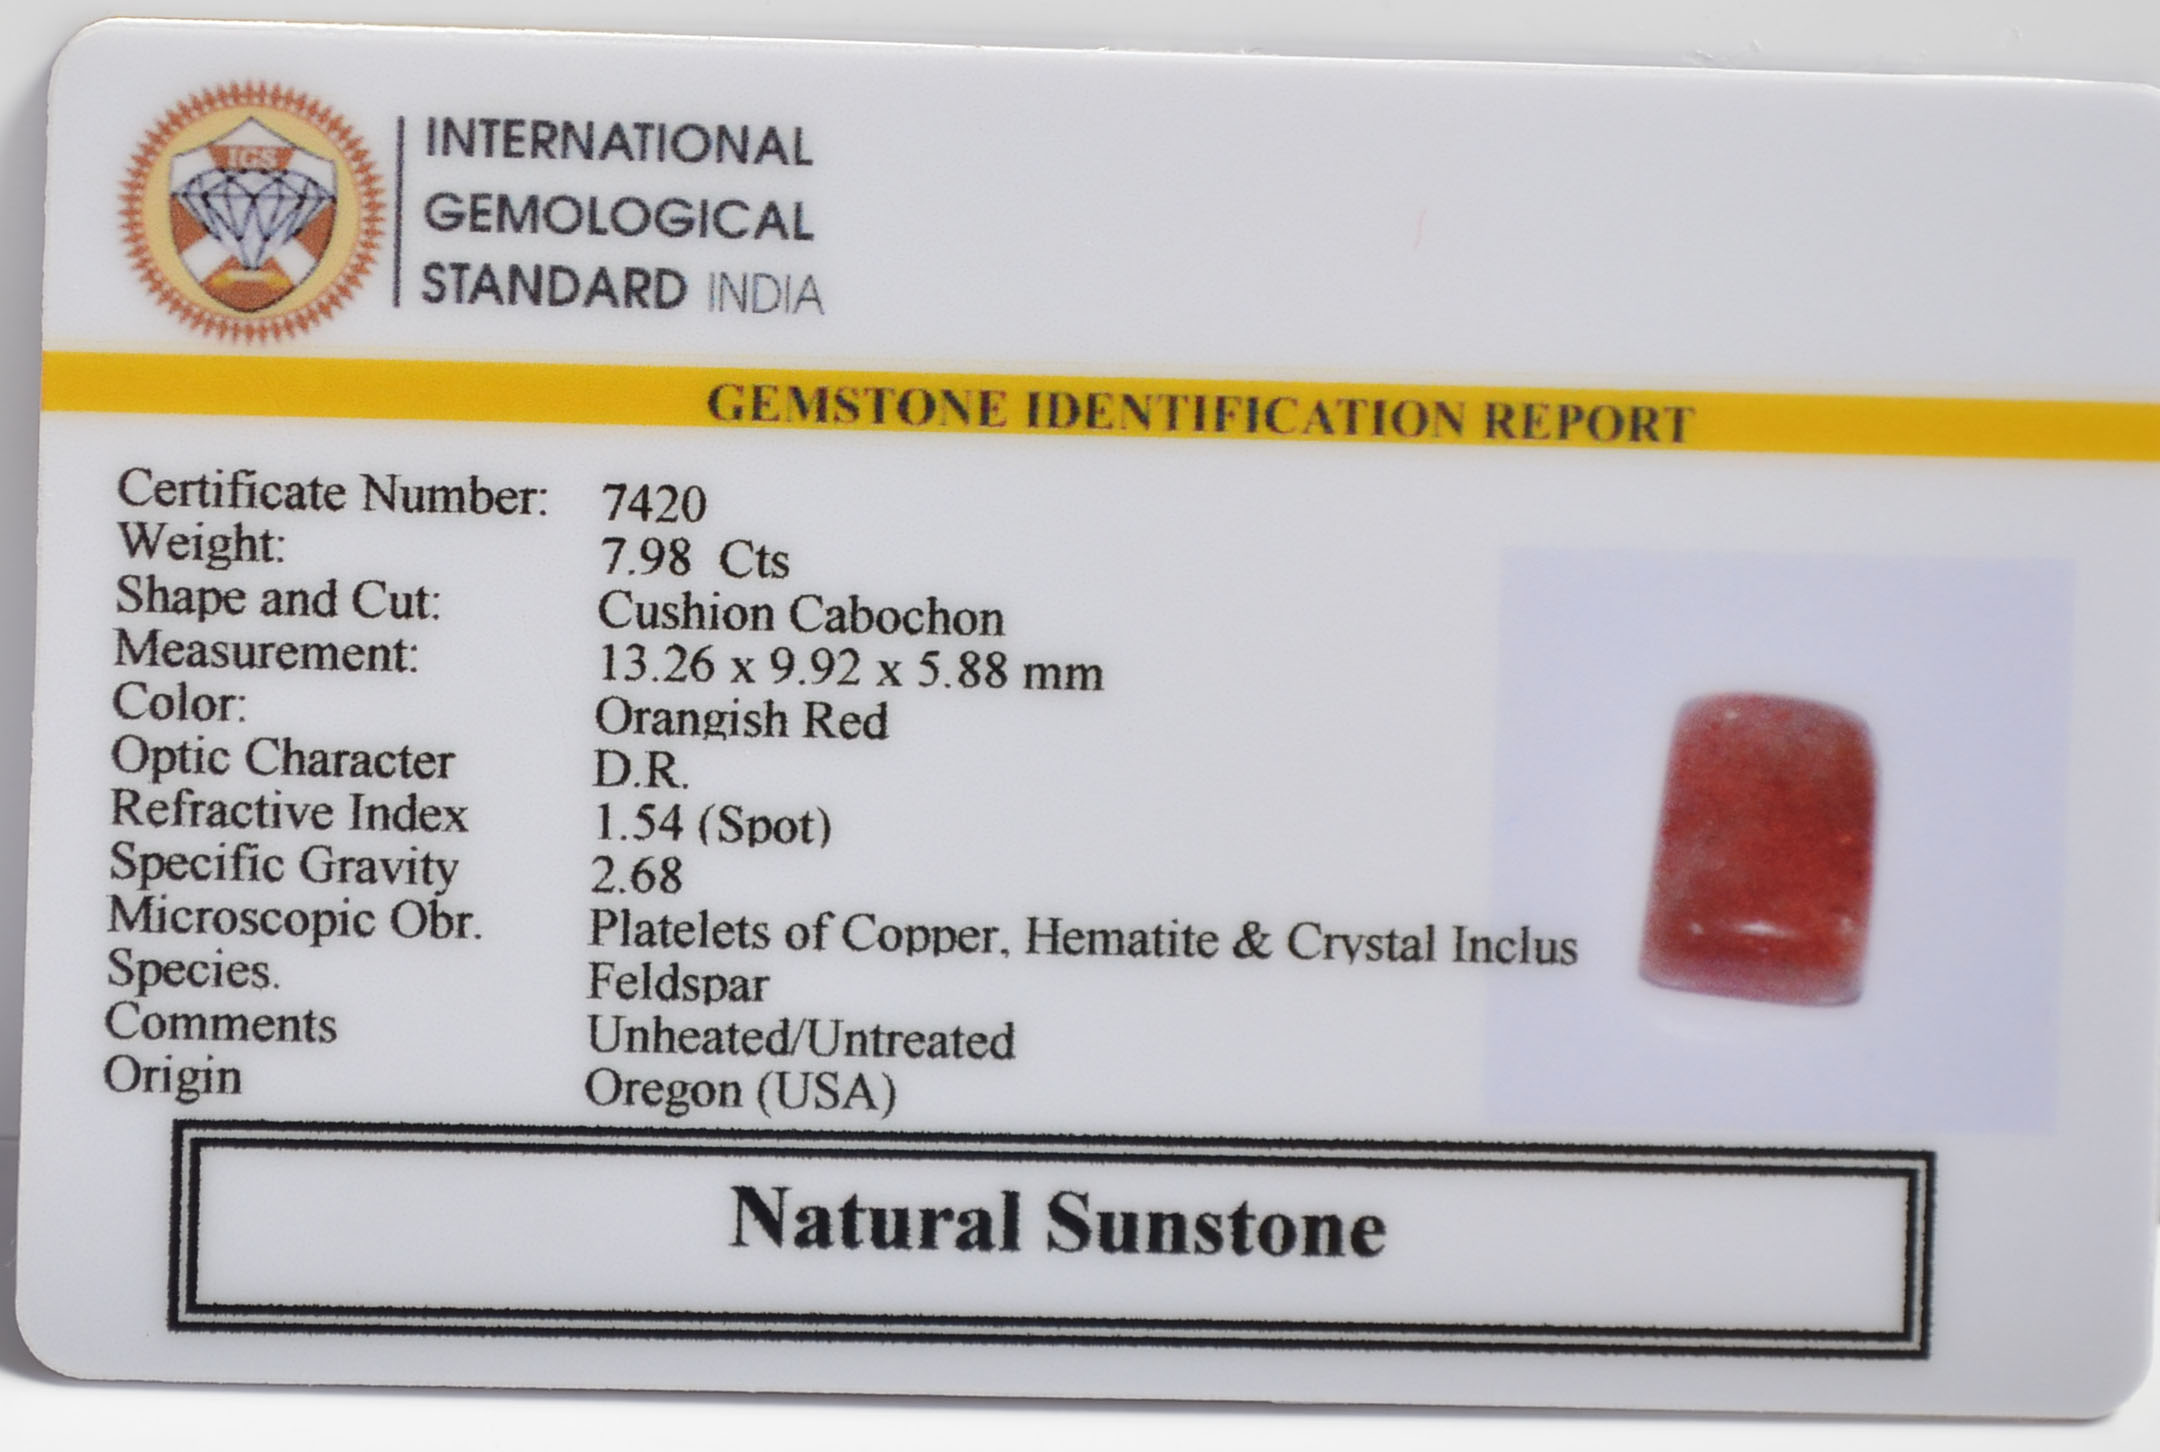 IGS
INTERNATIONAL
GEMOLOGICAL
STANDARD INDIA
GEMSTONE IDENTIFICATION REPORT
Certificate Number: 7420
Weight: 7.98 Cts
Shape and Cut: Cushion Cabochon
Measurement: 13.26 x 9.92 x 5.88 mm
Color: Orangish Red
Optic Character D.R.
Refractive Index 1.54 (Spot)
Specific Gravity 2.68
Microscopic Obr. Platelets of Copper, Hematite & Crystal Inclus
Species. Feldspar
Comments Unheated/Untreated
Origin Oregon (USA)
Natural Sunstone